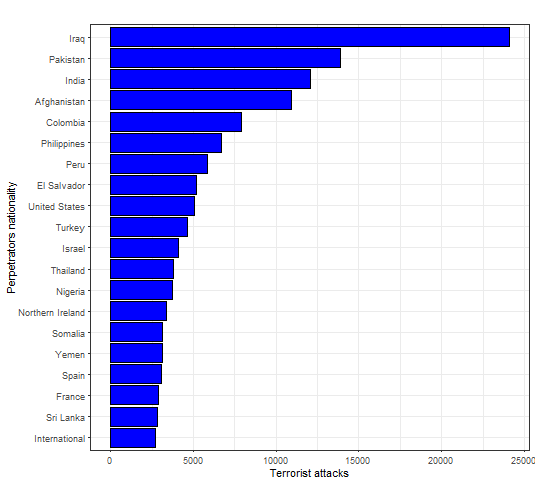 Iraq
Pakistan
India
Afghanistan
Colombia
Philippines
Peru
El Salvador
United States
Turkey
Israel
Thailand
Nigeria
Northern Ireland
Somalia
Yemen
Spain
France
Sri Lanka
International
Perpetrators nationality
0 5000 10000 15000 20000 25000
Terrorist attacks